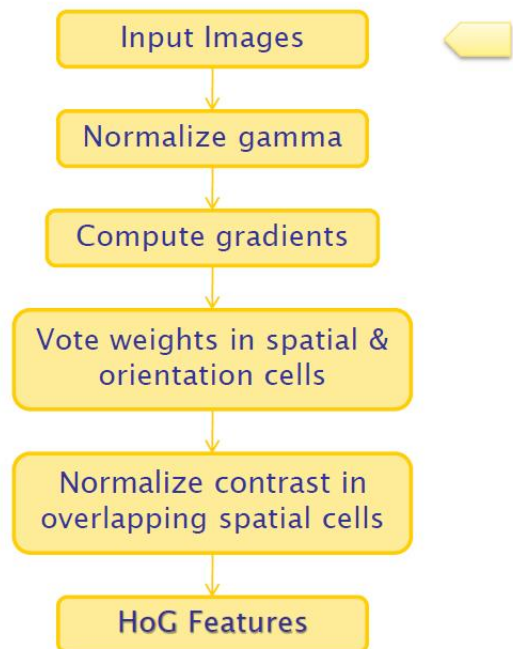 Input Images
Normalize gamma
Compute gradients
Vote weights in spatial &
orientation cells
Normalize contrast in
overlapping spatial cells
HoG Features